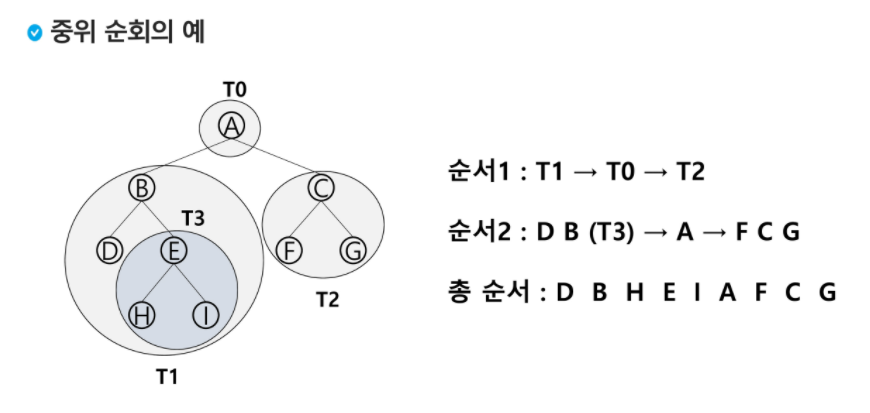 중위 순회의 예
T0
A
B
C
T3
D
E
F
G
H
I
T2
T1
순서1 : T1 → T0 → T2
순서2 : D B (T3) → A → F C G
총 순서 : D B H E I A F C G